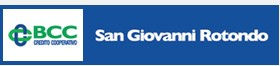 BCC
CREDITO COOPERATIVO
San Giovanni Rotondo